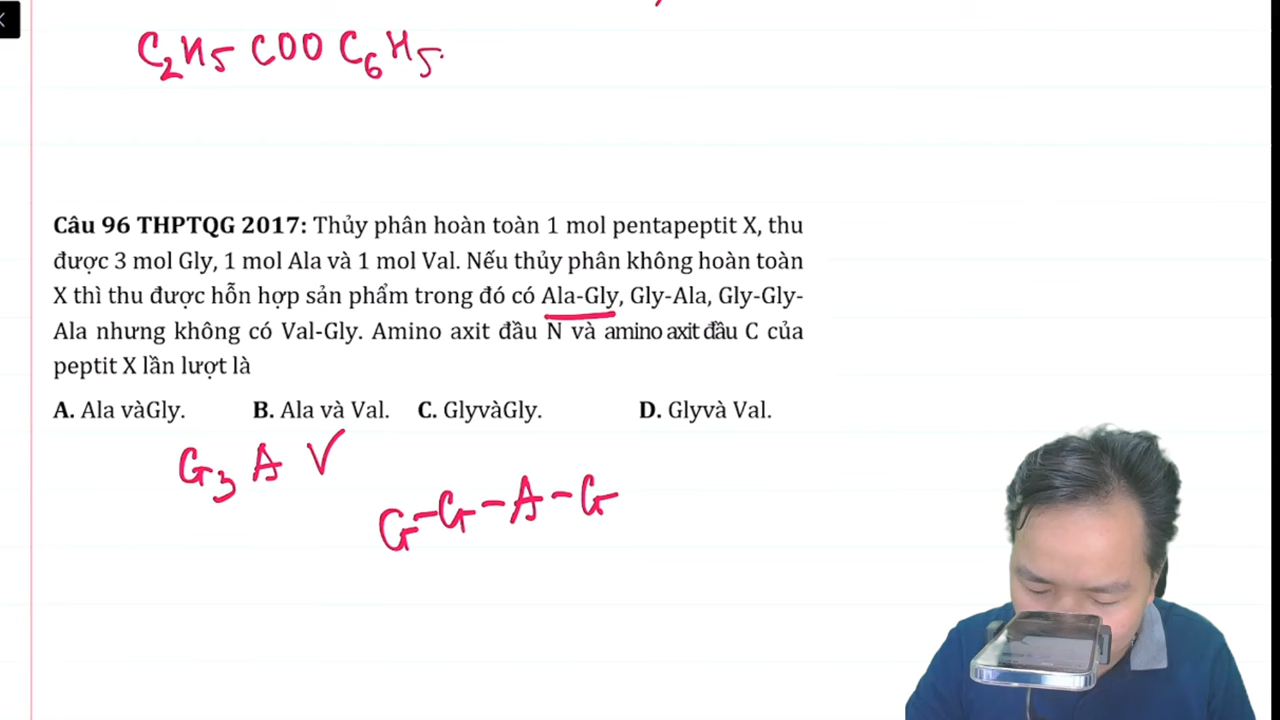 C2H5 COO C6H5.
Câu 96 THPTQG 2017: Thủy phân hoàn toàn 1 mol pentapeptit X, thu
được 3 mol Gly, 1 mol Ala và 1 mol Val. Nếu thủy phân không hoàn toàn
X thì thu được hỗn hợp sản phẩm trong đó có Ala-Gly, Gly-Ala, Gly-Gly-
Ala nhưng không có Val-Gly. Amino axit đầu N và amino axit đầu C của
peptit X lần lượt là
A. Ala vàGly. B. Ala và Val. C. GlyvàGly. D. Glyvà Val.
G3 A V
G-G-A-G